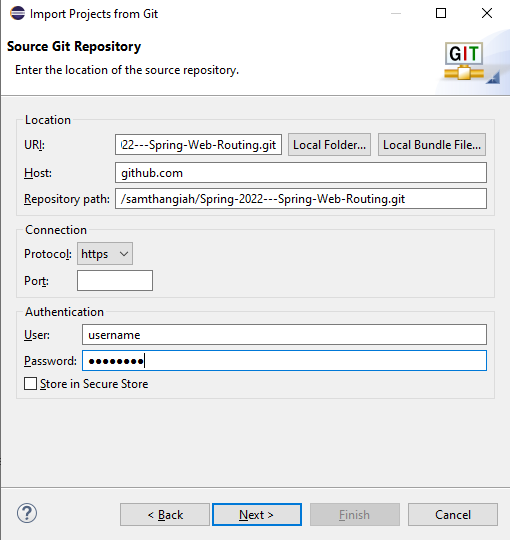 Import Projects from Git
Source Git Repository
Enter the location of the source repository.
GIT
Location
URI: 022---Spring-Web-Routing.git Local Folder... Local Bundle File...
Host: github.com
Repository path: /samthangiah/Spring-2022---Spring-Web-Routing.git
Connection
Protocol: https
Port:
Authentication
User: username
Password: ●●●●●●●●
Store in Secure Store
? < Back Next > Finish Cancel